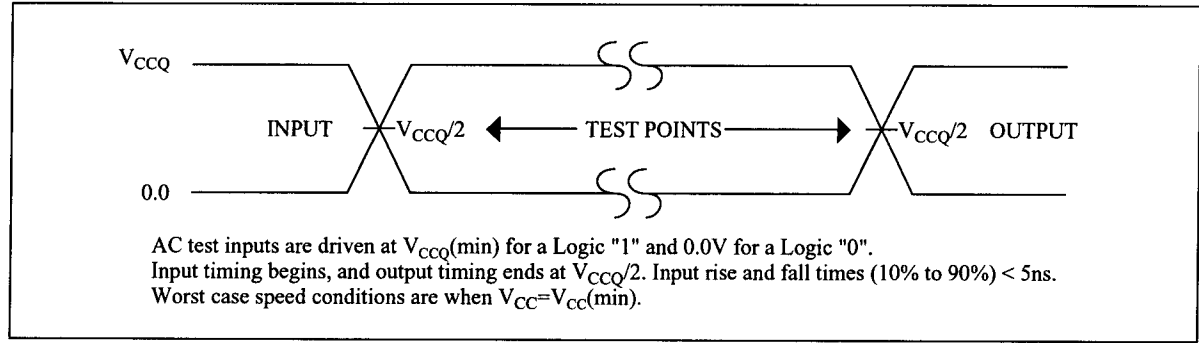 VCCQ
INPUT VCCQ/2 TEST POINTS VCCQ/2 OUTPUT
0.0
AC test inputs are driven at VCCQ(min) for a Logic "1" and 0.0V for a Logic "0".
Input timing begins, and output timing ends at VCCQ/2. Input rise and fall times (10% to 90%) < 5ns.
Worst case speed conditions are when VCC=VCC(min).